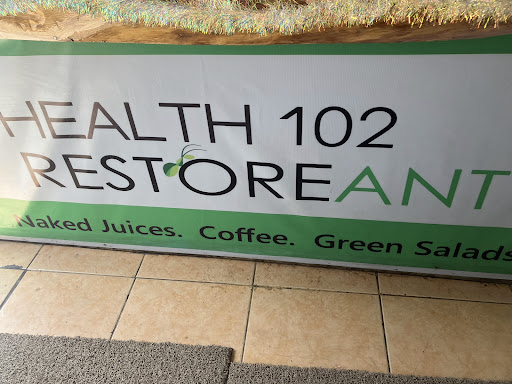 HEALTH 102
RESTOREANT
Naked Juices. Coffee. Green Salads